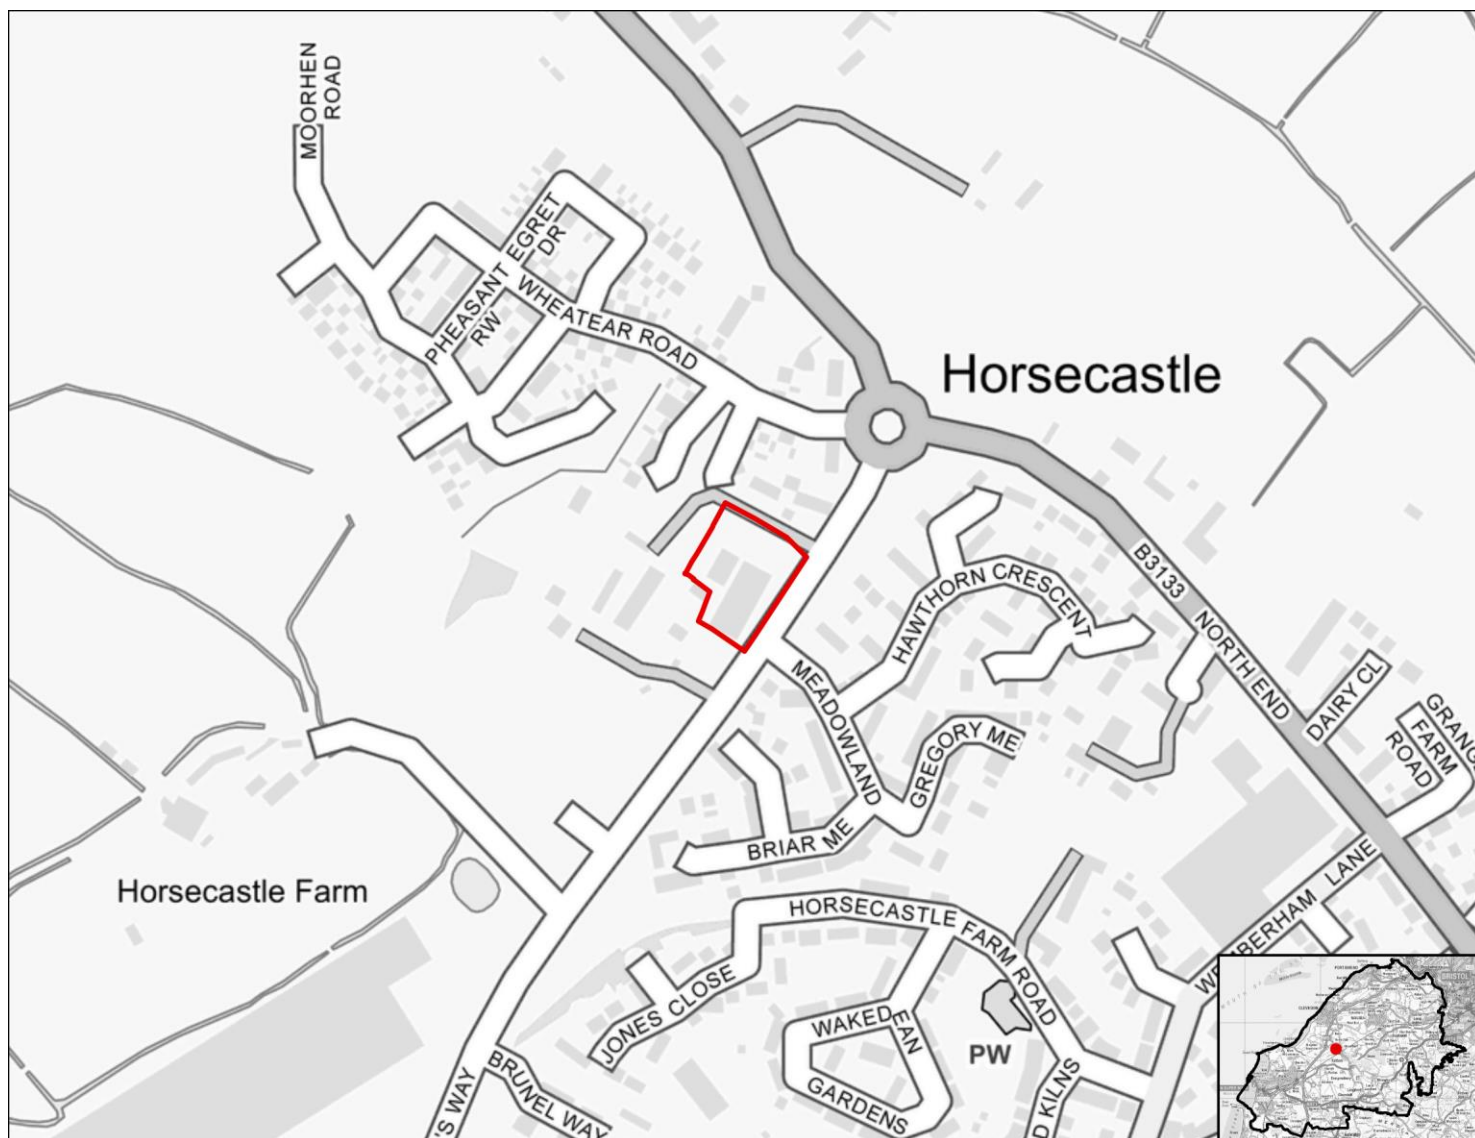 MOORHEN
ROAD
EGRET
DR
PHEASANT
RW
WHEATEAR ROAD
Horsecastle
B3133
NORTH END
HAWTHORN CRESCENT
DAIRY CL
GRANGE
FARM
ROAD
MEADOWLAND
GREGORY ME
BRIAR ME
Horsecastle Farm
HORSECASTLE FARM ROAD
LANE
JONES CLOSE
WAKEDEAN
GARDENS
PW
D KILNS
BRUNEL WAY
'S WAY
BRISTOL